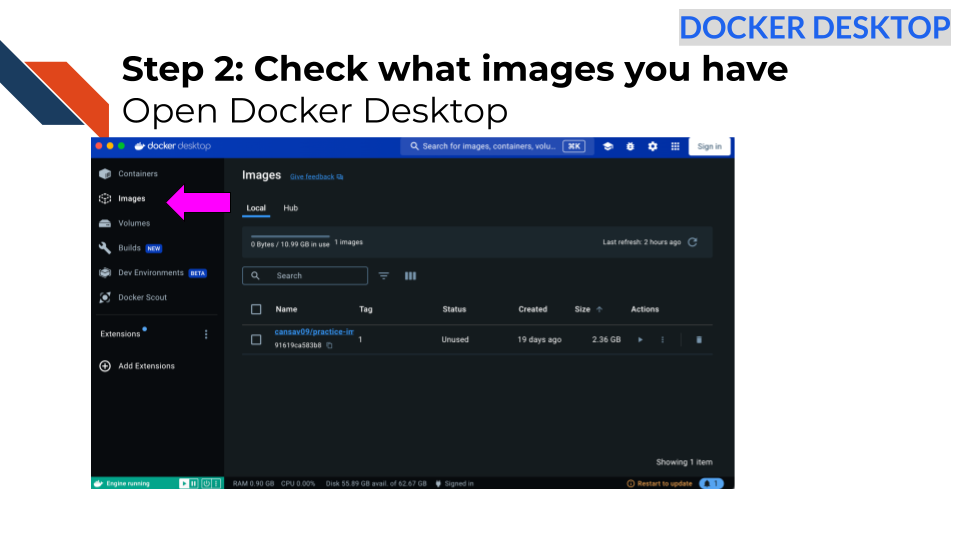 DOCKER DESKTOP
Step 2: Check what images you have
Open Docker Desktop
docker desktop
Search for images, containers, volu...
⌘K
Sign in
Containers
Images
Volumes
Builds NEW
Dev Environments BETA
Docker Scout
Extensions
Add Extensions
Images Give feedback
Local Hub
0 Bytes / 10.99 GB in use 1 images
Last refresh: 2 hours ago
Search
Name Tag Status Created Size Actions
cansav09/practice-im
91619ca583b8 1 Unused 19 days ago 2.36 GB
Showing 1 item
Engine running
RAM 0.90 GB CPU 0.00% Disk 55.89 GB avail. of 62.67 GB Signed in
Restart to update 1